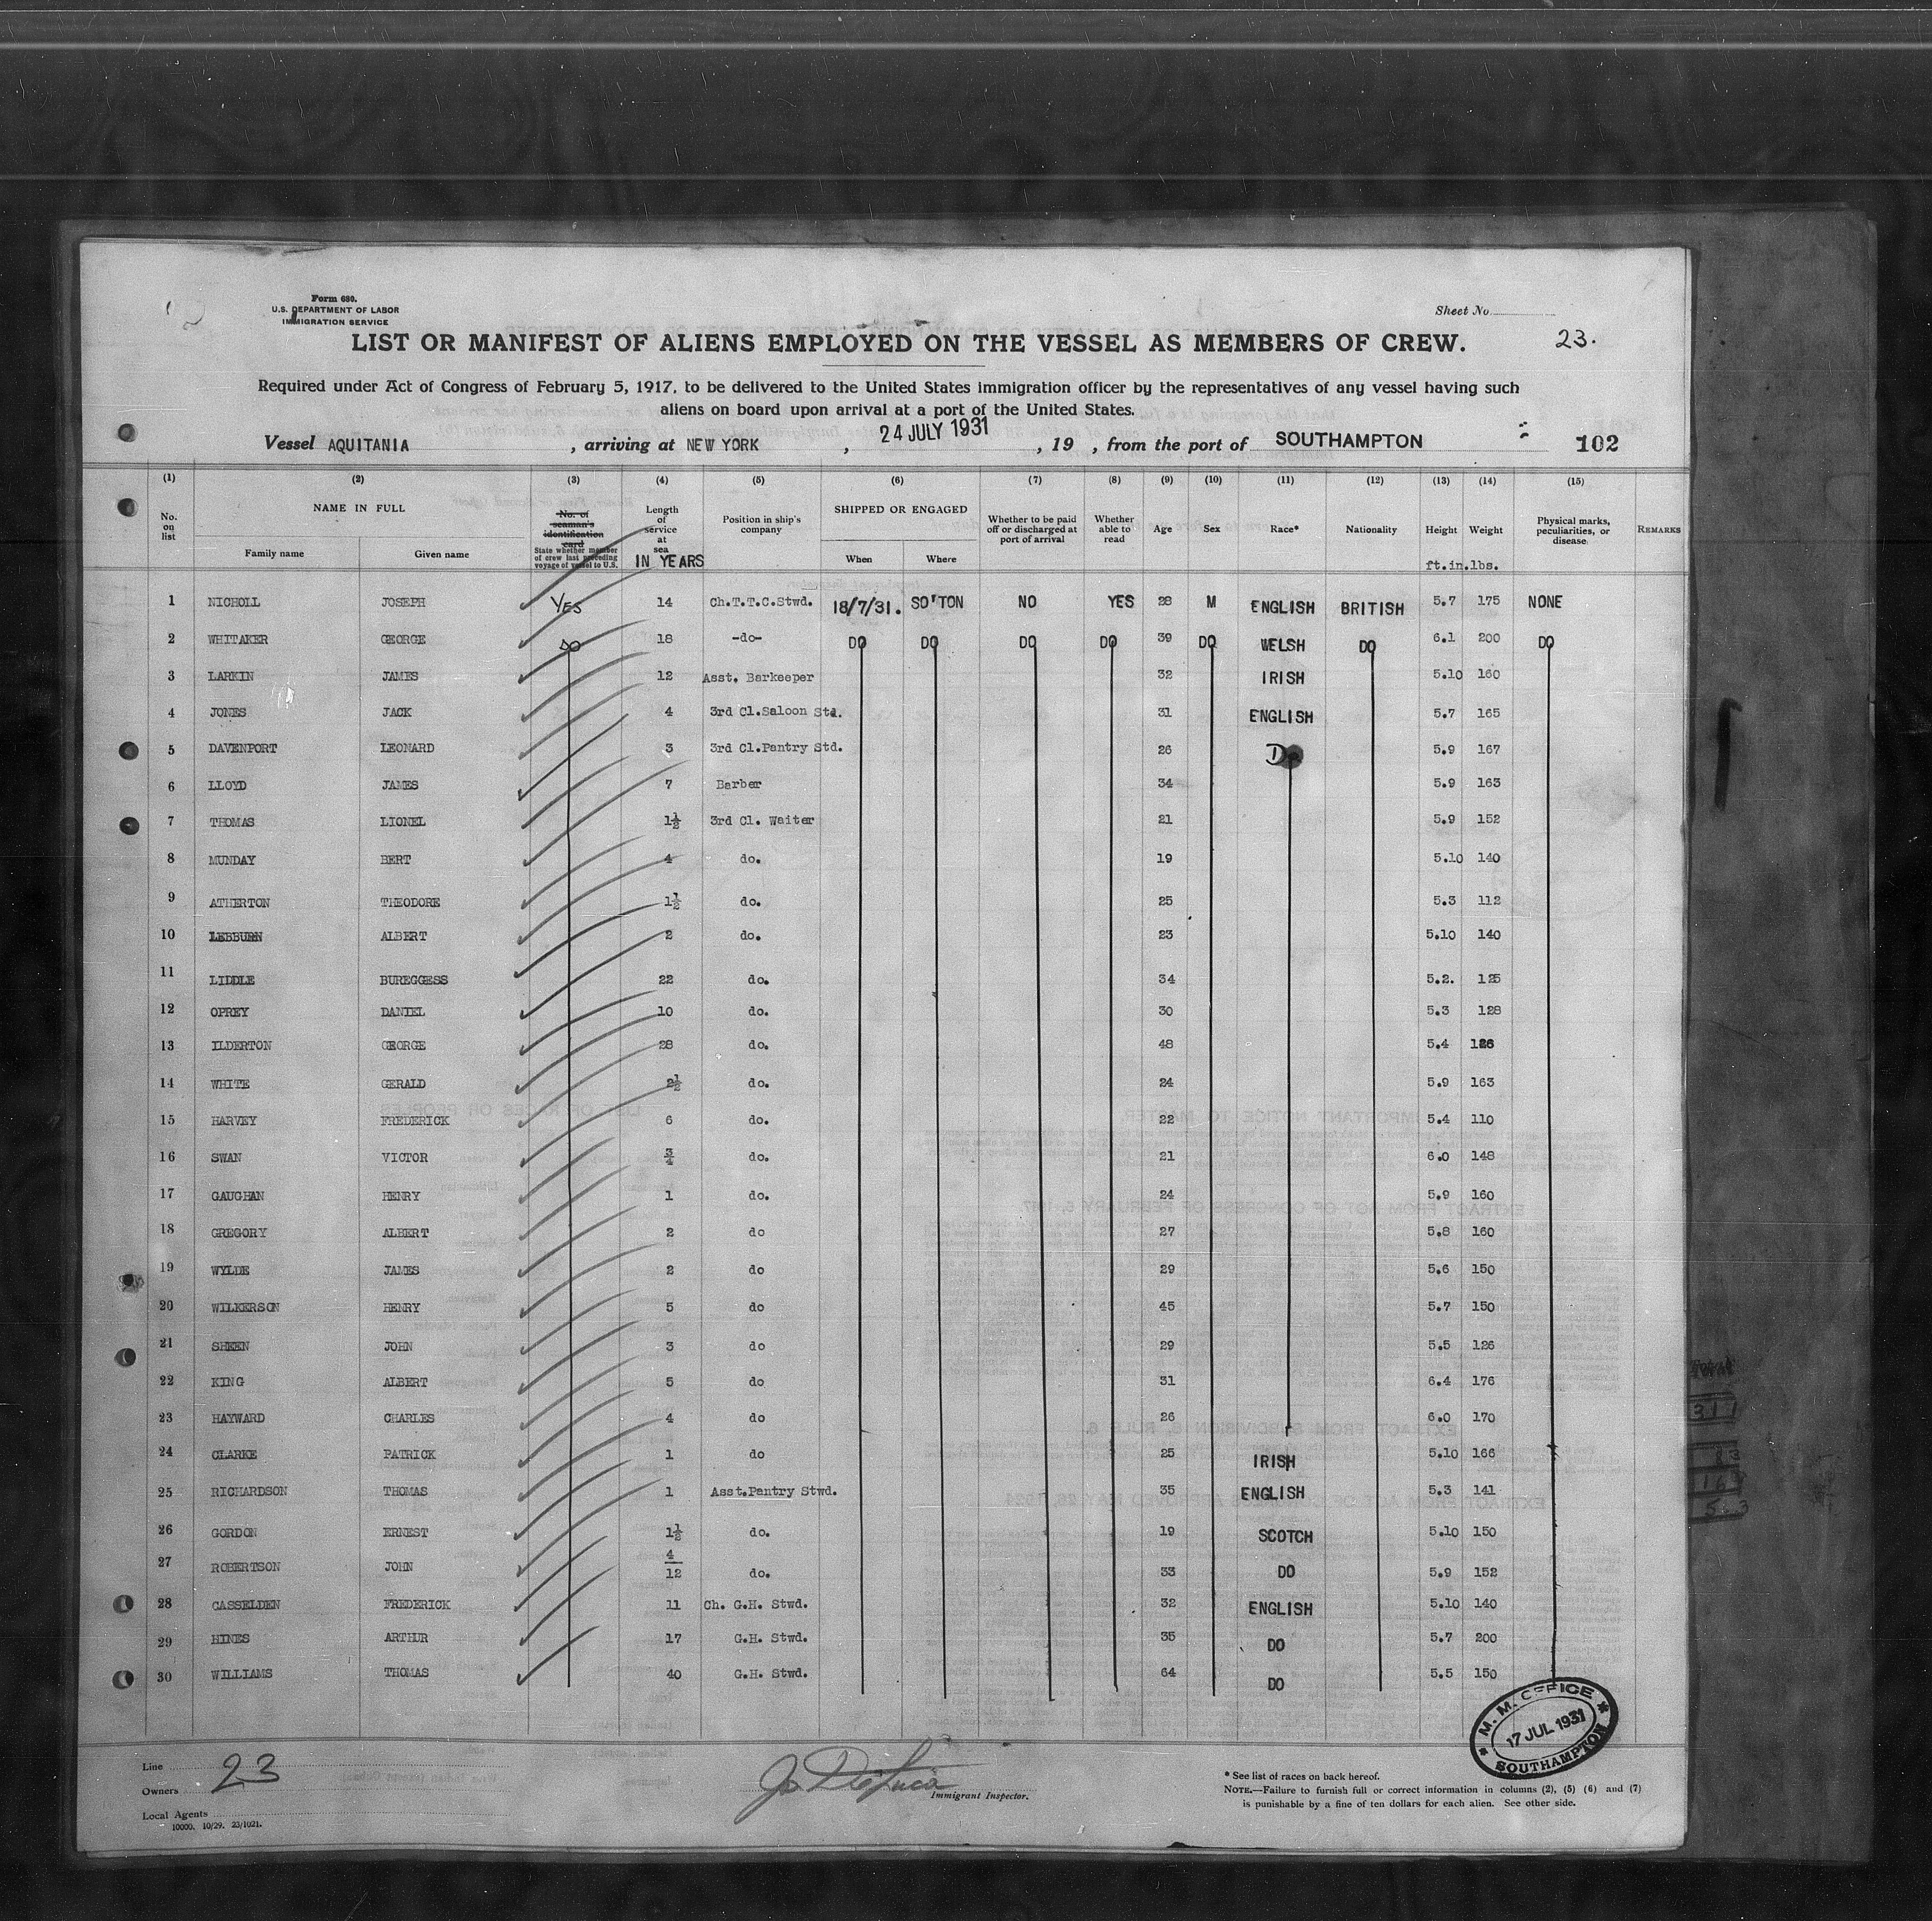 Form 680.
U.S. DEPARTMENT OF LABOR
IMMIGRATION SERVICE
Sheet No.
23.
LIST OR MANIFEST OF ALIENS EMPLOYED ON THE VESSEL AS MEMBERS OF CREW.
Required under Act of Congress of February 5, 1917, to be delivered to the United States immigration officer by the representatives of any vessel having such
aliens on board upon arrival at a port of the United States.
Vessel AQUITANIA, arriving at NEW YORK, 24 JULY 1931, 19 , from the port of SOUTHAMPTON 102
(1) (2) (3) (4) (5) (6) (7) (8) (9) (10) (11) (12) (13) (14) (15)
No. on list
NAME IN FULL
Family name Given name
No. of seaman's identification card
State whether member of crew last preceding voyage of vessel to U.S.
Length of service at sea
IN YEARS
Position in ship's company
SHIPPED OR ENGAGED
When Where
Whether to be paid off or discharged at port of arrival
Whether able to read
Age Sex Race* Nationality Height Weight
ft.in. lbs.
Physical marks, peculiarities, or disease
REMARKS
1 NICHOLL JOSEPH YES 14 Ch.T.T.C.Stwd. 18/7/31. SO'TON NO YES 28 M ENGLISH BRITISH 5.7 175 NONE
2 WHITAKER GEORGE DO 18 -do- DO DO DO DO 39 DO WELSH DO 6.1 200 DO
3 LARKIN JAMES 12 Asst. Barkeeper 32 IRISH 5.10 160
4 JONES JACK 4 3rd Cl.Saloon Std. 31 ENGLISH 5.7 165
5 DAVENPORT LEONARD 3 3rd Cl.Pantry Std. 26 Do 5.9 167
6 LLOYD JAMES 7 Barber 34 5.9 163
7 THOMAS LIONEL 1½ 3rd Cl. Waiter 21 5.9 152
8 MUNDAY BERT 4 do. 19 5.10 140
9 ATHERTON THEODORE 1½ do. 25 5.3 112
10 LEBBURN ALBERT 2 do. 23 5.10 140
11 LIDDLE BUREGGESS 22 do. 34 5.2. 125
12 OPREY DANIEL 10 do. 30 5.3 128
13 ILDERTON GEORGE 28 do. 48 5.4 126
14 WHITE GERALD 2½ do. 24 5.9 163
15 HARVEY FREDERICK 6 do. 22 5.4 110
16 SWAN VICTOR ¾ do. 21 6.0 148
17 GAUGHAN HENRY 1 do. 24 5.9 160
18 GREGORY ALBERT 2 do 27 5.8 160
19 WYLDE JAMES 2 do 29 5.6 150
20 WILKERSON HENRY 5 do 45 5.7 150
21 SHEEN JOHN 3 do 29 5.5 126
22 KING ALBERT 5 do 31 6.4 176
23 HAYWARD CHARLES 4 do 26 6.0 170
24 CLARKE PATRICK 1 do 25 IRISH 5.10 166
25 RICHARDSON THOMAS 1 Asst.Pantry Stwd. 35 ENGLISH 5.3 141
26 GORDON ERNEST 1½ do. 19 SCOTCH 5.10 150
27 ROBERTSON JOHN 4/12 do. 33 DO 5.9 152
28 CASSELDEN FREDERICK 11 Ch. G.H. Stwd. 32 ENGLISH 5.10 140
29 HINES ARTHUR 17 G.H. Stwd. 35 DO 5.7 200
30 WILLIAMS THOMAS 40 G.H. Stwd. 64 DO 5.5 150
M. M. OFFICE
17 JUL 1931
SOUTHAMPTON
Line
Owners
23
Local Agents
10000. 10/29. 23/1021.
Immigrant Inspector.
* See list of races on back hereof.
NOTE.—Failure to furnish full or correct information in columns (2), (5) (6) and (7)
is punishable by a fine of ten dollars for each alien. See other side.